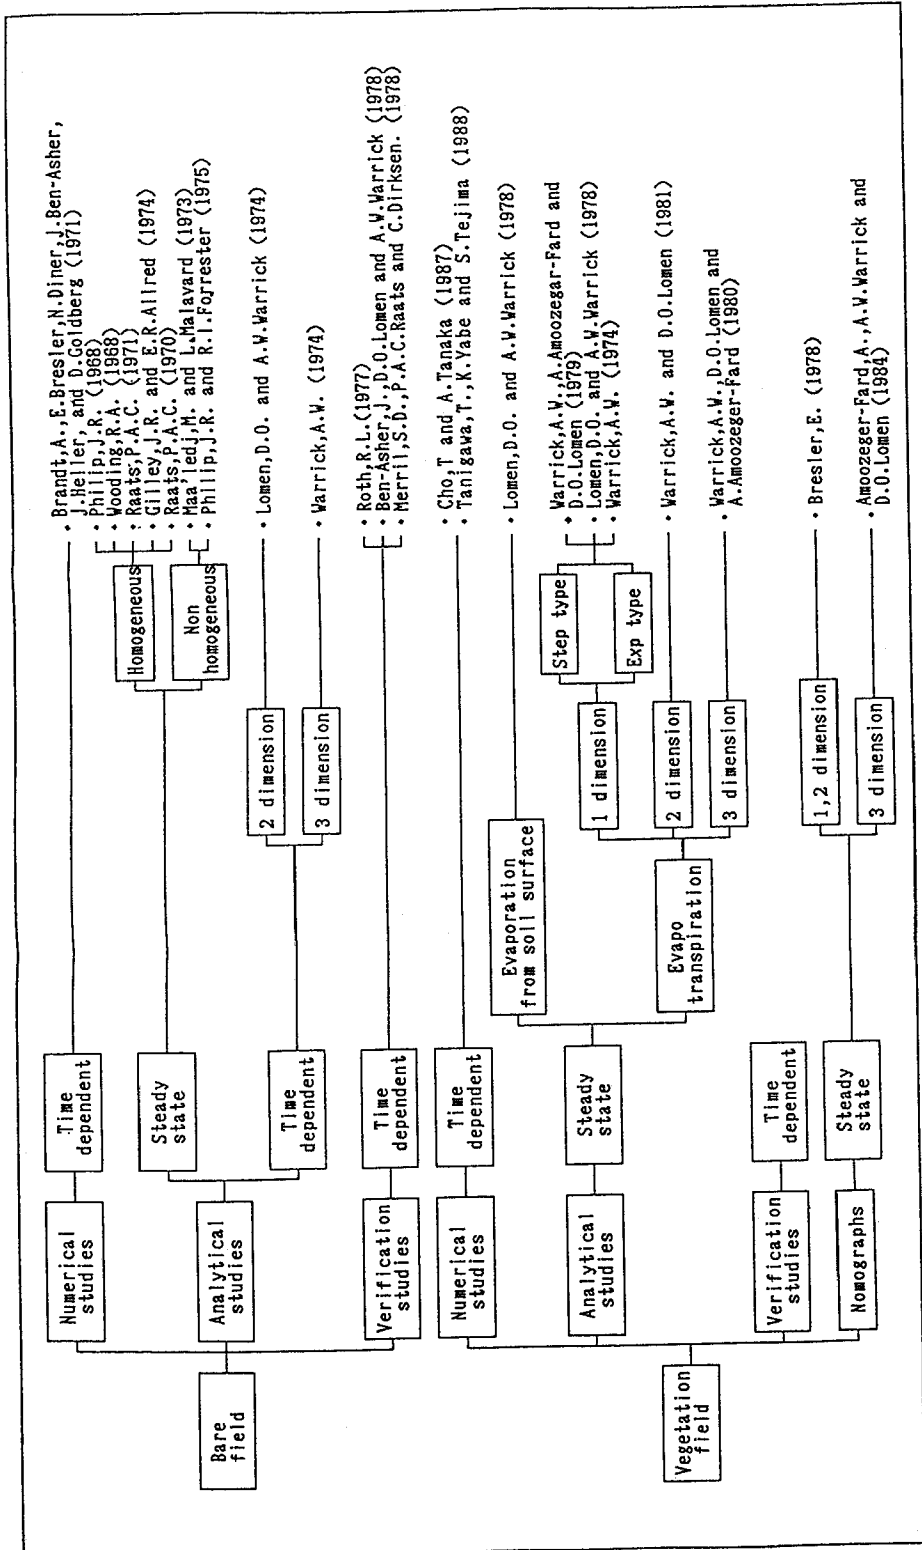 Bare
field
Numerical
studies
Time
dependent
• Brandt,A.,E.Bresler,N.Diner,J.Ben-Asher,
J.Heller, and D.Goldberg (1971)
Analytical
studies
Steady
state
Homogeneous
• Philip,J.R. (1968)
• Wooding,R.A. (1968)
• Raats,P.A.C. (1971)
• Gilley,J.R. and E.R.Allred (1974)
• Raats,P.A.C. (1970)
Non
homogeneous
• Maa'ledj,M. and L.Malavard (1973)
• Philip,J.R. and R.I.Forrester (1975)
Time
dependent
2 dimension
• Lomen,D.O. and A.W.Warrick (1974)
3 dimension
• Warrick,A.W. (1974)
Verification
studies
Time
dependent
• Roth,R.L.(1977)
• Ben-Asher,J.,D.O.Lomen and A.W.Warrick (1978)
• Merril,S.D.,P.A.C.Raats and C.Dirksen. (1978)
Vegetation
field
Numerical
studies
Time
dependent
• Cho,T and A.Tanaka (1987)
• Tanigawa,T.,K.Yabe and S.Tejima (1988)
Analytical
studies
Steady
state
Evaporation
from soll surface
• Lomen,D.O. and A.W.Warrick (1978)
Evapo
transpiration
1 dimension
Step type
Exp type
Warrick,A.W.,A.Amoozegar-Fard and
• D.O.Lomen (1979)
• Lomen,D.O. and A.W.Warrick (1978)
• Warrick,A.W. (1974)
2 dimension
• Warrick,A.W. and D.O.Lomen (1981)
3 dimension
• Warrick,A.W.,D.O.Lomen and
A.Amoozeger-Fard (1980)
Verification
studies
Time
dependent
Nomographs
Steady
state
1,2 dimension
• Bresler,E. (1978)
3 dimension
• Amoozeger-Fard,A.,A.W.Warrick and
D.O.Lomen (1984)